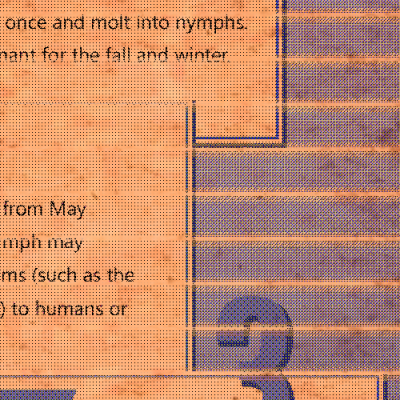 once and molt into nymphs.
nant for the fall and winter.
from May
mph may
ms (such as the
) to humans or
3